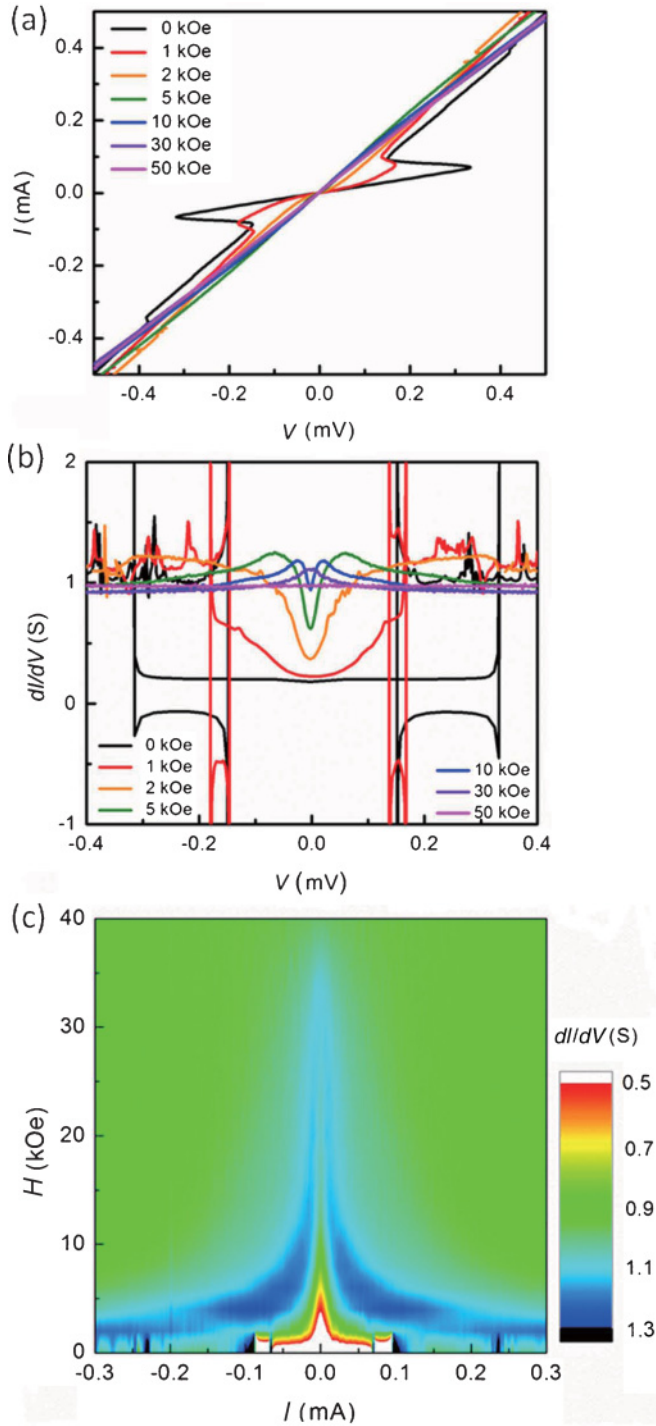 (a)
0 kOe
1 kOe
2 kOe
5 kOe
10 kOe
30 kOe
50 kOe
0.4
0.2
0.0
-0.2
-0.4
I (mA)
-0.4 -0.2 0.0 0.2 0.4
V (mV)
(b)
2
1
0
-1
dI/dV (S)
0 kOe
1 kOe
2 kOe
5 kOe
10 kOe
30 kOe
50 kOe
-0.4 -0.2 0.0 0.2 0.4
V (mV)
(c)
40
30
20
10
0
H (kOe)
-0.3 -0.2 -0.1 0.0 0.1 0.2 0.3
I (mA)
dI/dV (S)
0.5
0.7
0.9
1.1
1.3